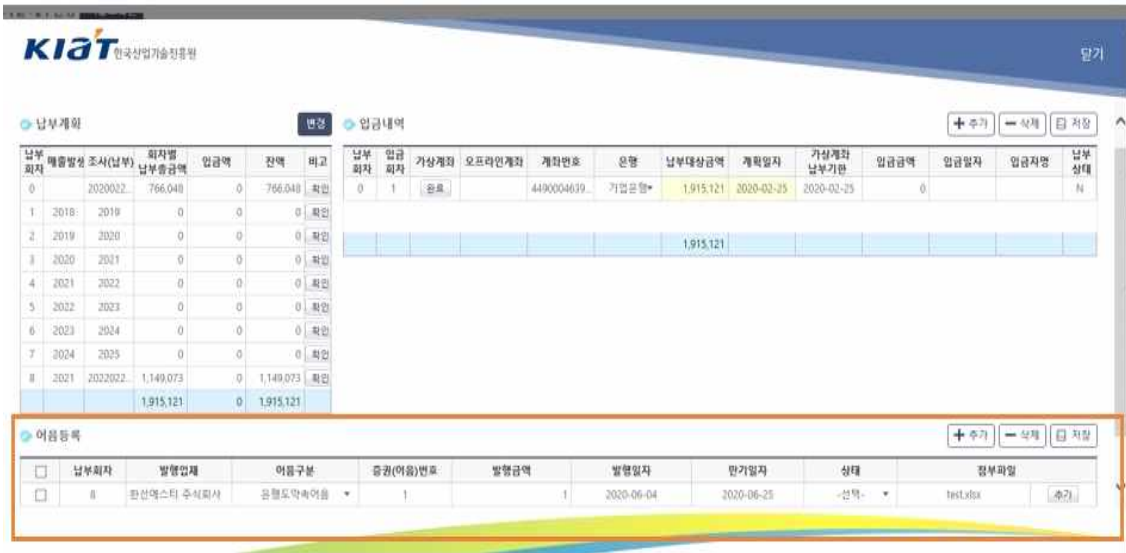 KIAT 한국산업기술진흥원
닫기
납부계획
변경
납부회차 매출발생 조사(납부) 회차별 납부총금액 입금액 잔액 비고
0 2020022... 766,048 0 766,048 확인
1 2018 2019 0 0 0 확인
2 2019 2020 0 0 0 확인
3 2020 2021 0 0 0 확인
4 2021 2022 0 0 0 확인
5 2022 2023 0 0 0 확인
6 2023 2024 0 0 0 확인
7 2024 2025 0 0 0 확인
8 2021 2022022... 1,149,073 0 1,149,073 확인
1,915,121 0 1,915,121
입금내역
추가 삭제 저장
납부회차 입금회차 가상계좌 오프라인계좌 계좌번호 은행 납부대상금액 계획일자 가상계좌 납부기한 입금금액 입금일자 입금자명 납부상태
0 1 완료 4490004639... 기업은행 1,915,121 2020-02-25 2020-02-25 0 N
1,915,121
어음등록
추가 삭제 저장
납부회차 발행업체 어음구분 증권(어음)번호 발행금액 발행일자 만기일자 상태 첨부파일
8 한산에스티 주식회사 은행도약속어음 1 1 2020-06-04 2020-06-25 -선택- test.xlsx 추가